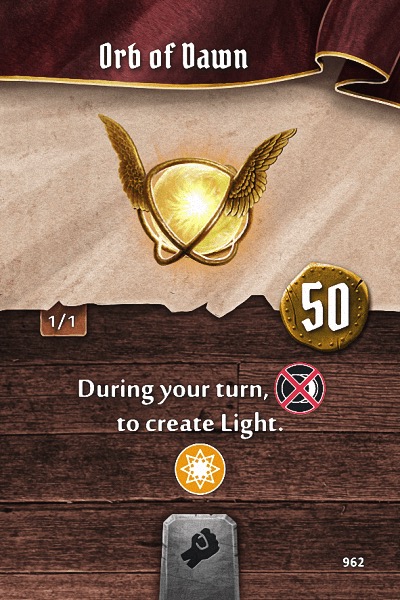 Orb of Dawn
1/1
50
During your turn,
to create Light.
962